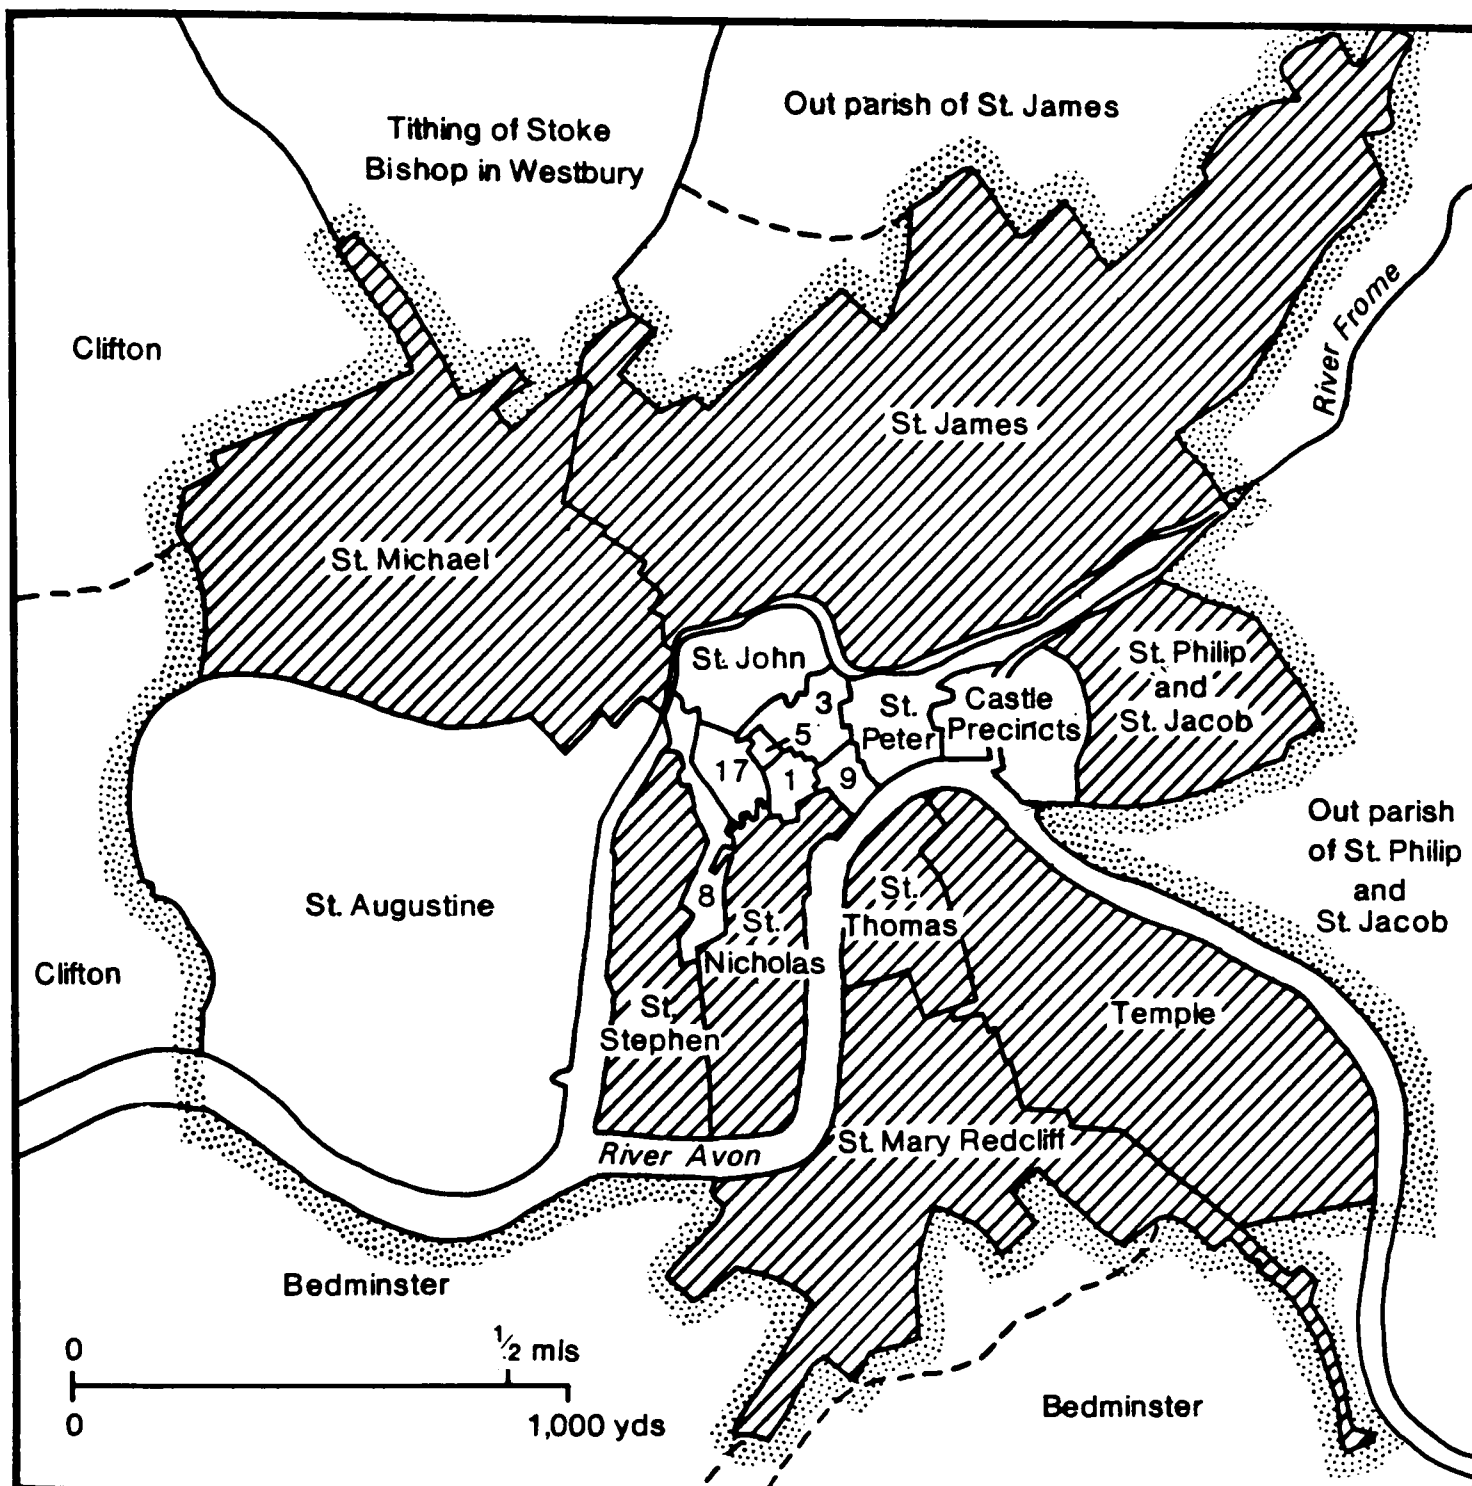 Out parish of St. James
Tithing of Stoke
Bishop in Westbury
River Frome
Clifton
St. James
St. Michael
St. John
St. Philip
and
St. Jacob
3
St.
Peter
Castle
Precincts
5
17
1
9
Out parish
of St. Philip
and
St. Jacob
8
St. Augustine
St.
Thomas
St.
Nicholas
Clifton
St.
Stephen
Temple
River Avon
St. Mary Redcliff
Bedminster
0
½ mls
0
1,000 yds
Bedminster